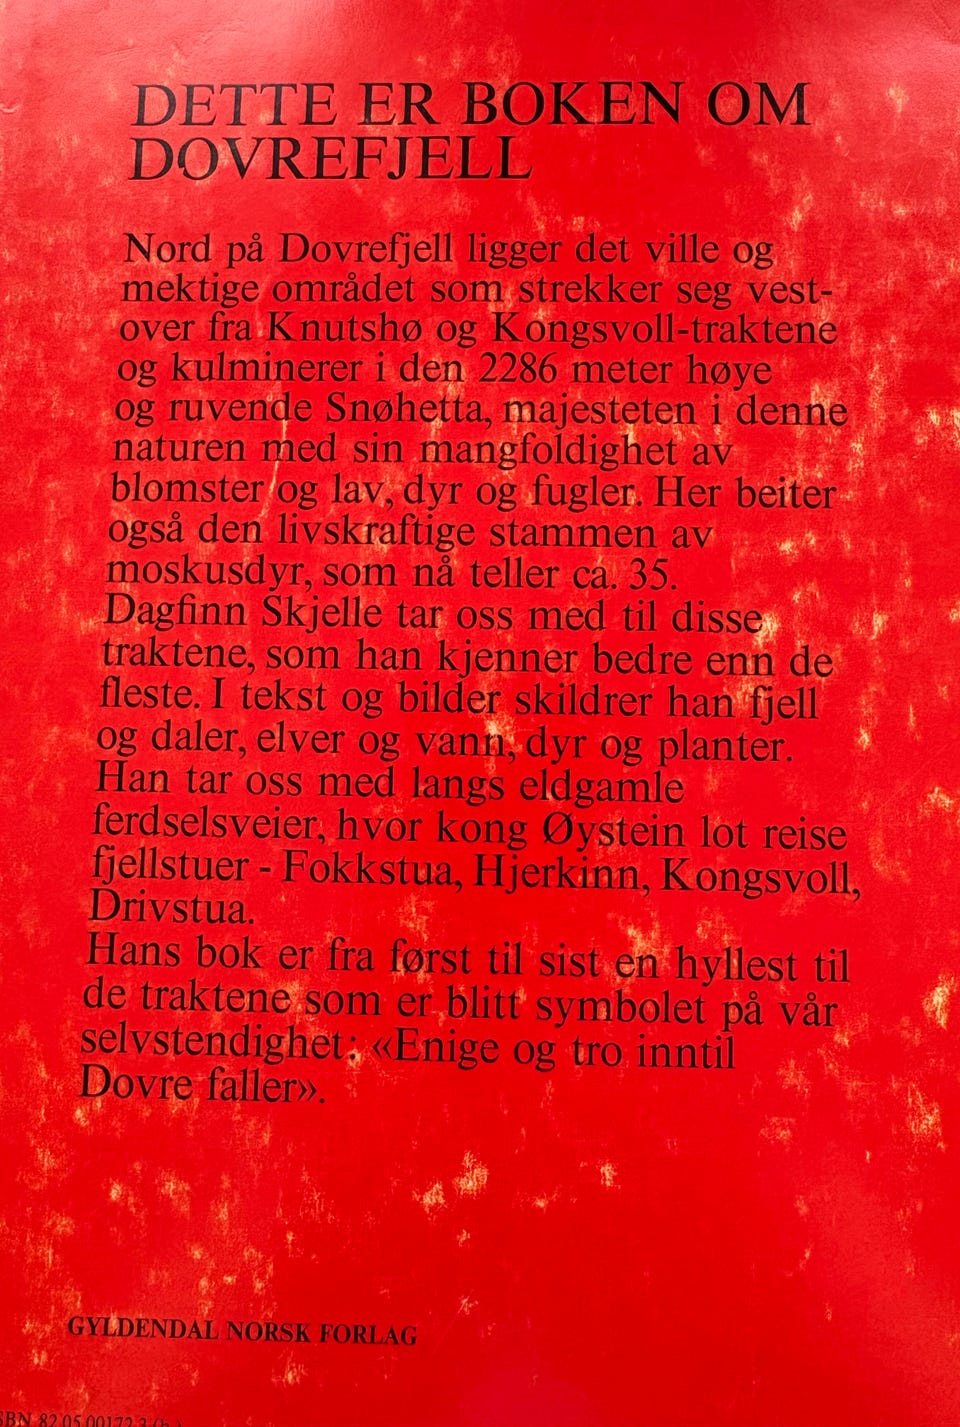 DETTE ER BOKEN OM
DOVREFJELL
Nord på Dovrefjell ligger det ville og
mektige området som strekker seg vest-
over fra Knutshø og Kongsvoll-traktene
og kulminerer i den 2286 meter høye
og ruvende Snøhetta, majesteten i denne
naturen med sin mangfoldighet av
blomster og lav, dyr og fugler. Her beiter
også den livskraftige stammen av
moskusdyr, som nå teller ca. 35.
Dagfinn Skjelle tar oss med til disse
traktene, som han kjenner bedre enn de
fleste. I tekst og bilder skildrer han fjell
og daler, elver og vann, dyr og planter.
Han tar oss med langs eldgamle
ferdselsveier, hvor kong Øystein lot reise
fjellstuer - Fokkstua, Hjerkinn, Kongsvoll,
Drivstua.
Hans bok er fra først til sist en hyllest til
de traktene som er blitt symbolet på vår
selvstendighet: «Enige og tro inntil
Dovre faller».
GYLDENDAL NORSK FORLAG
SBN 82.05.00172.3 (h.)